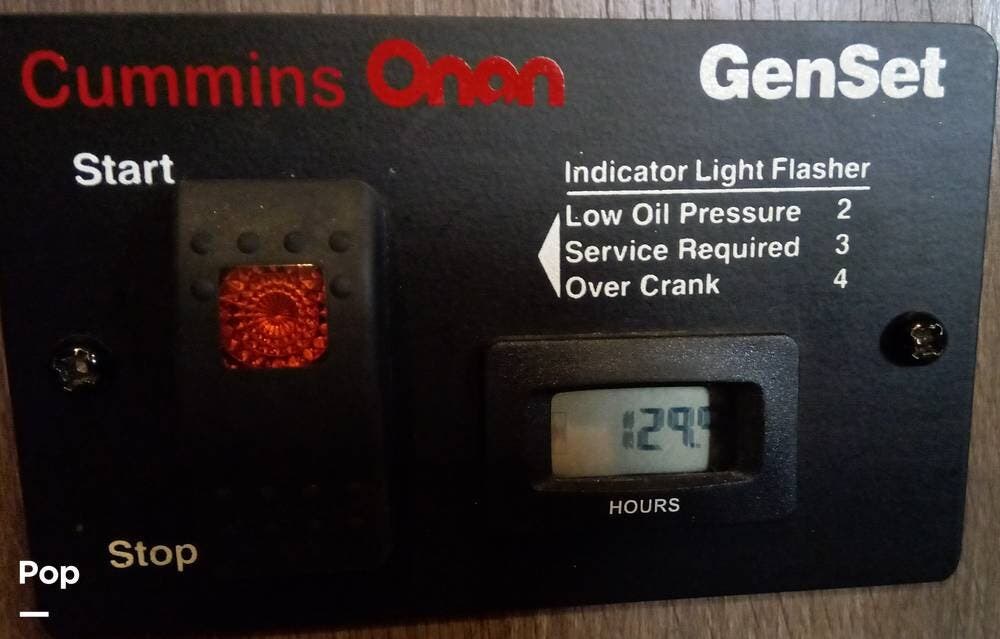 Cummins Onan GenSet
Start
Indicator Light Flasher
Low Oil Pressure 2
Service Required 3
Over Crank 4
HOURS
Stop
Pop